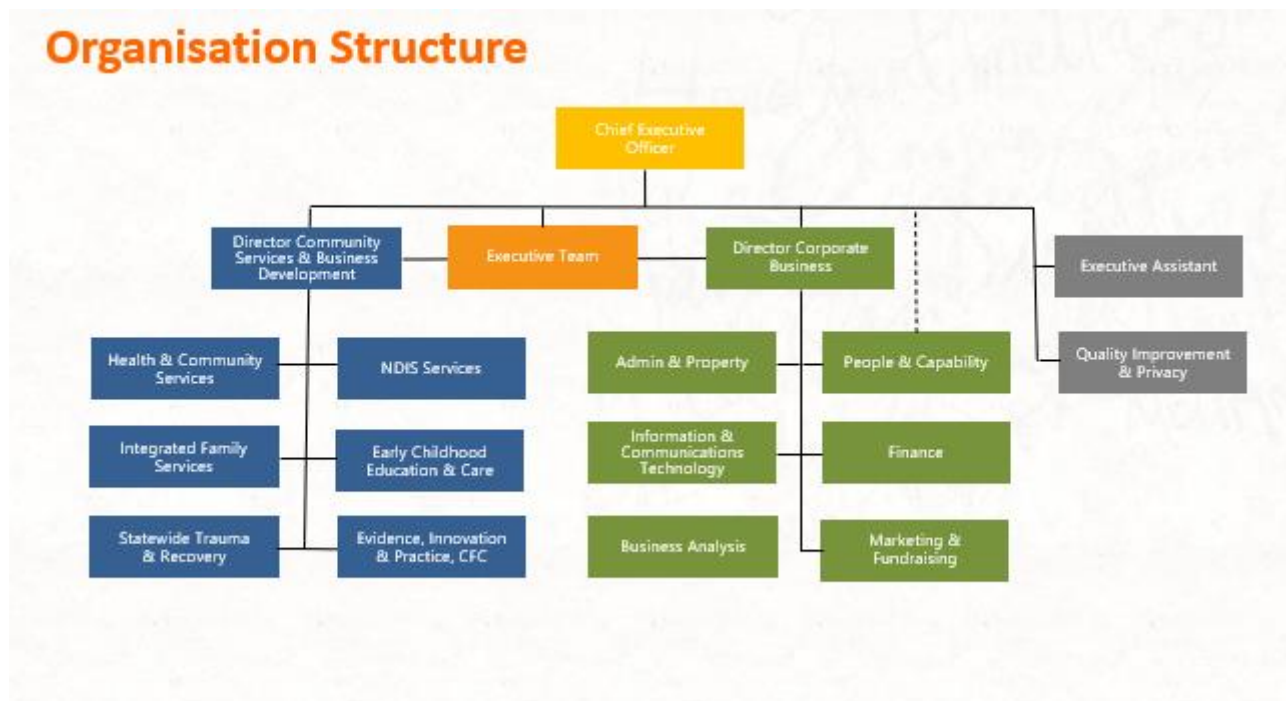 Organisation Structure
Chief Executive
Officer
Director Community
Services & Business
Development
Executive Team
Director Corporate
Business
Executive Assistant
Health & Community
Services
NDIS Services
Admin & Property
People & Capability
Quality Improvement
& Privacy
Integrated Family
Services
Early Childhood
Education & Care
Information &
Communications
Technology
Finance
Statewide Trauma
& Recovery
Evidence, Innovation
& Practice, CFC
Business Analysis
Marketing &
Fundraising